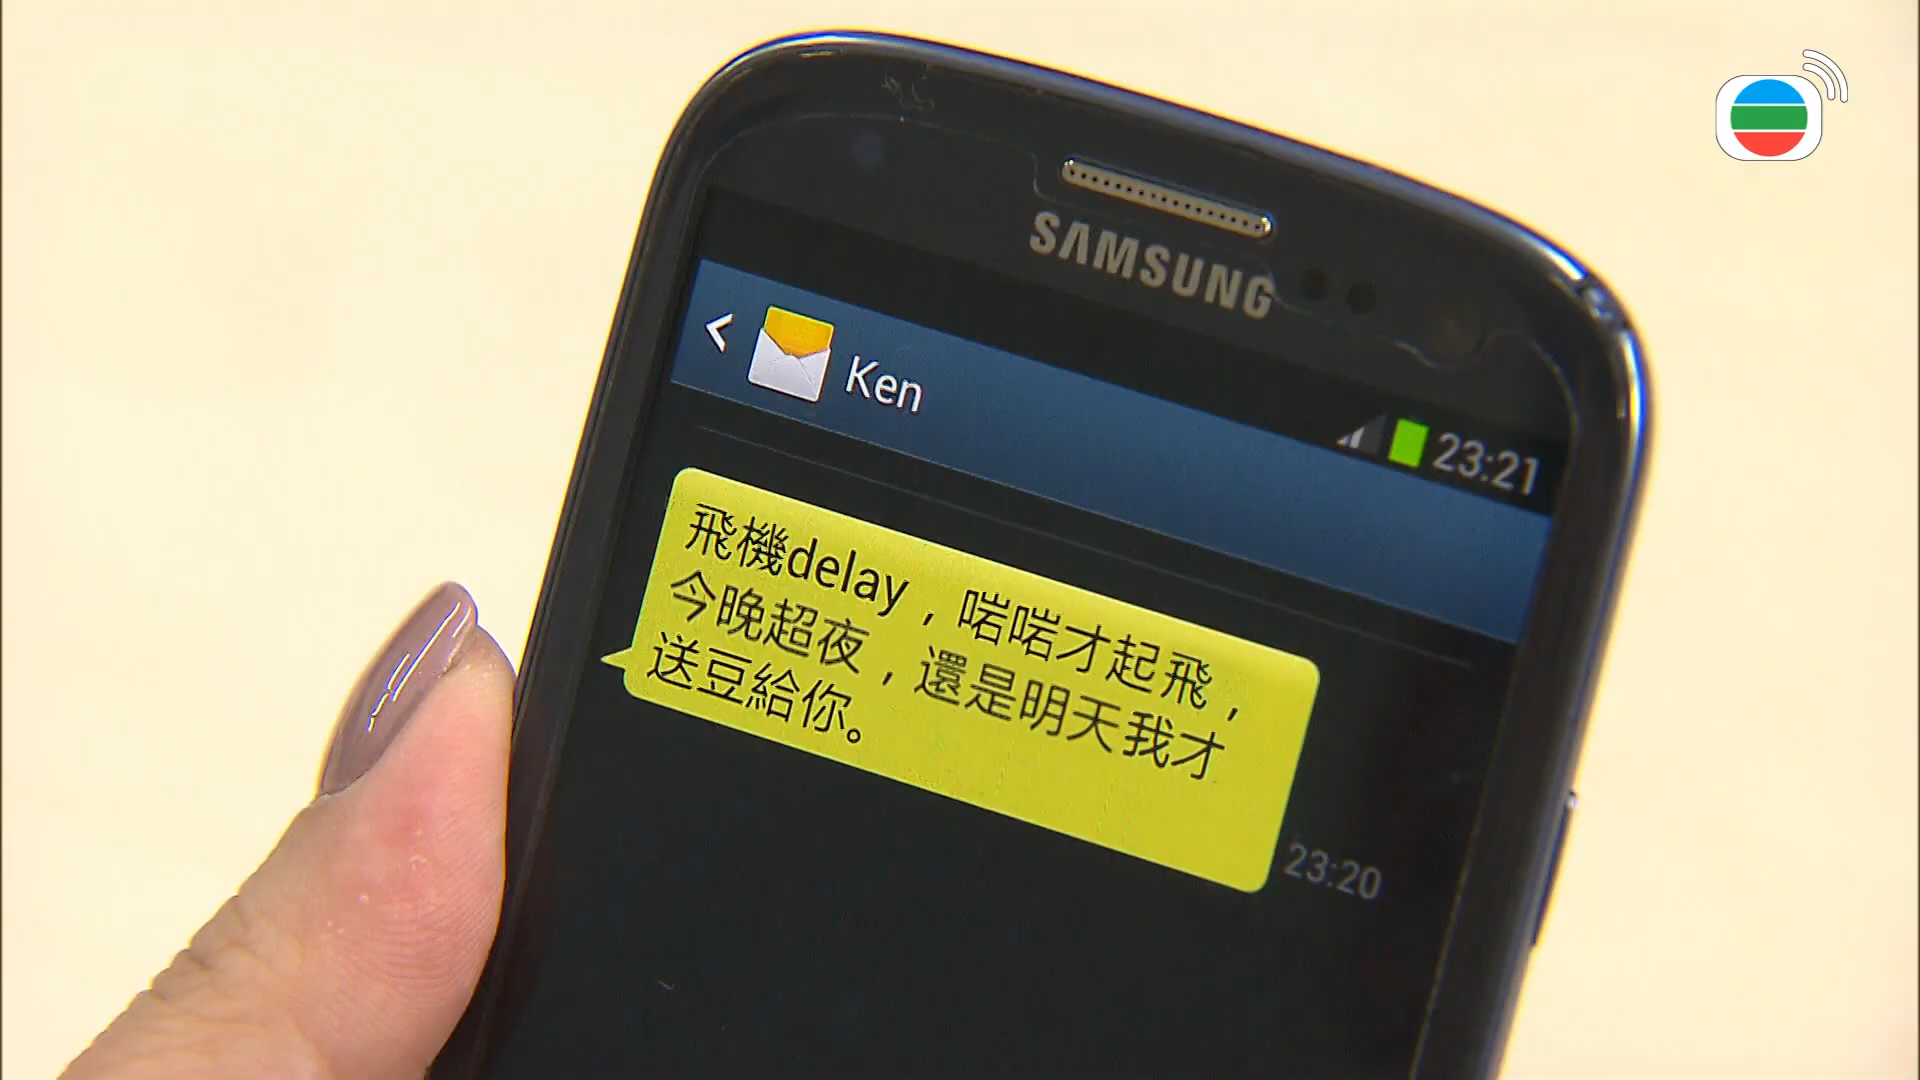 SAMSUNG
23:21
Ken
飛機delay，啱啱才起飛，
今晚超夜，還是明天我才
送豆給你。
23:20